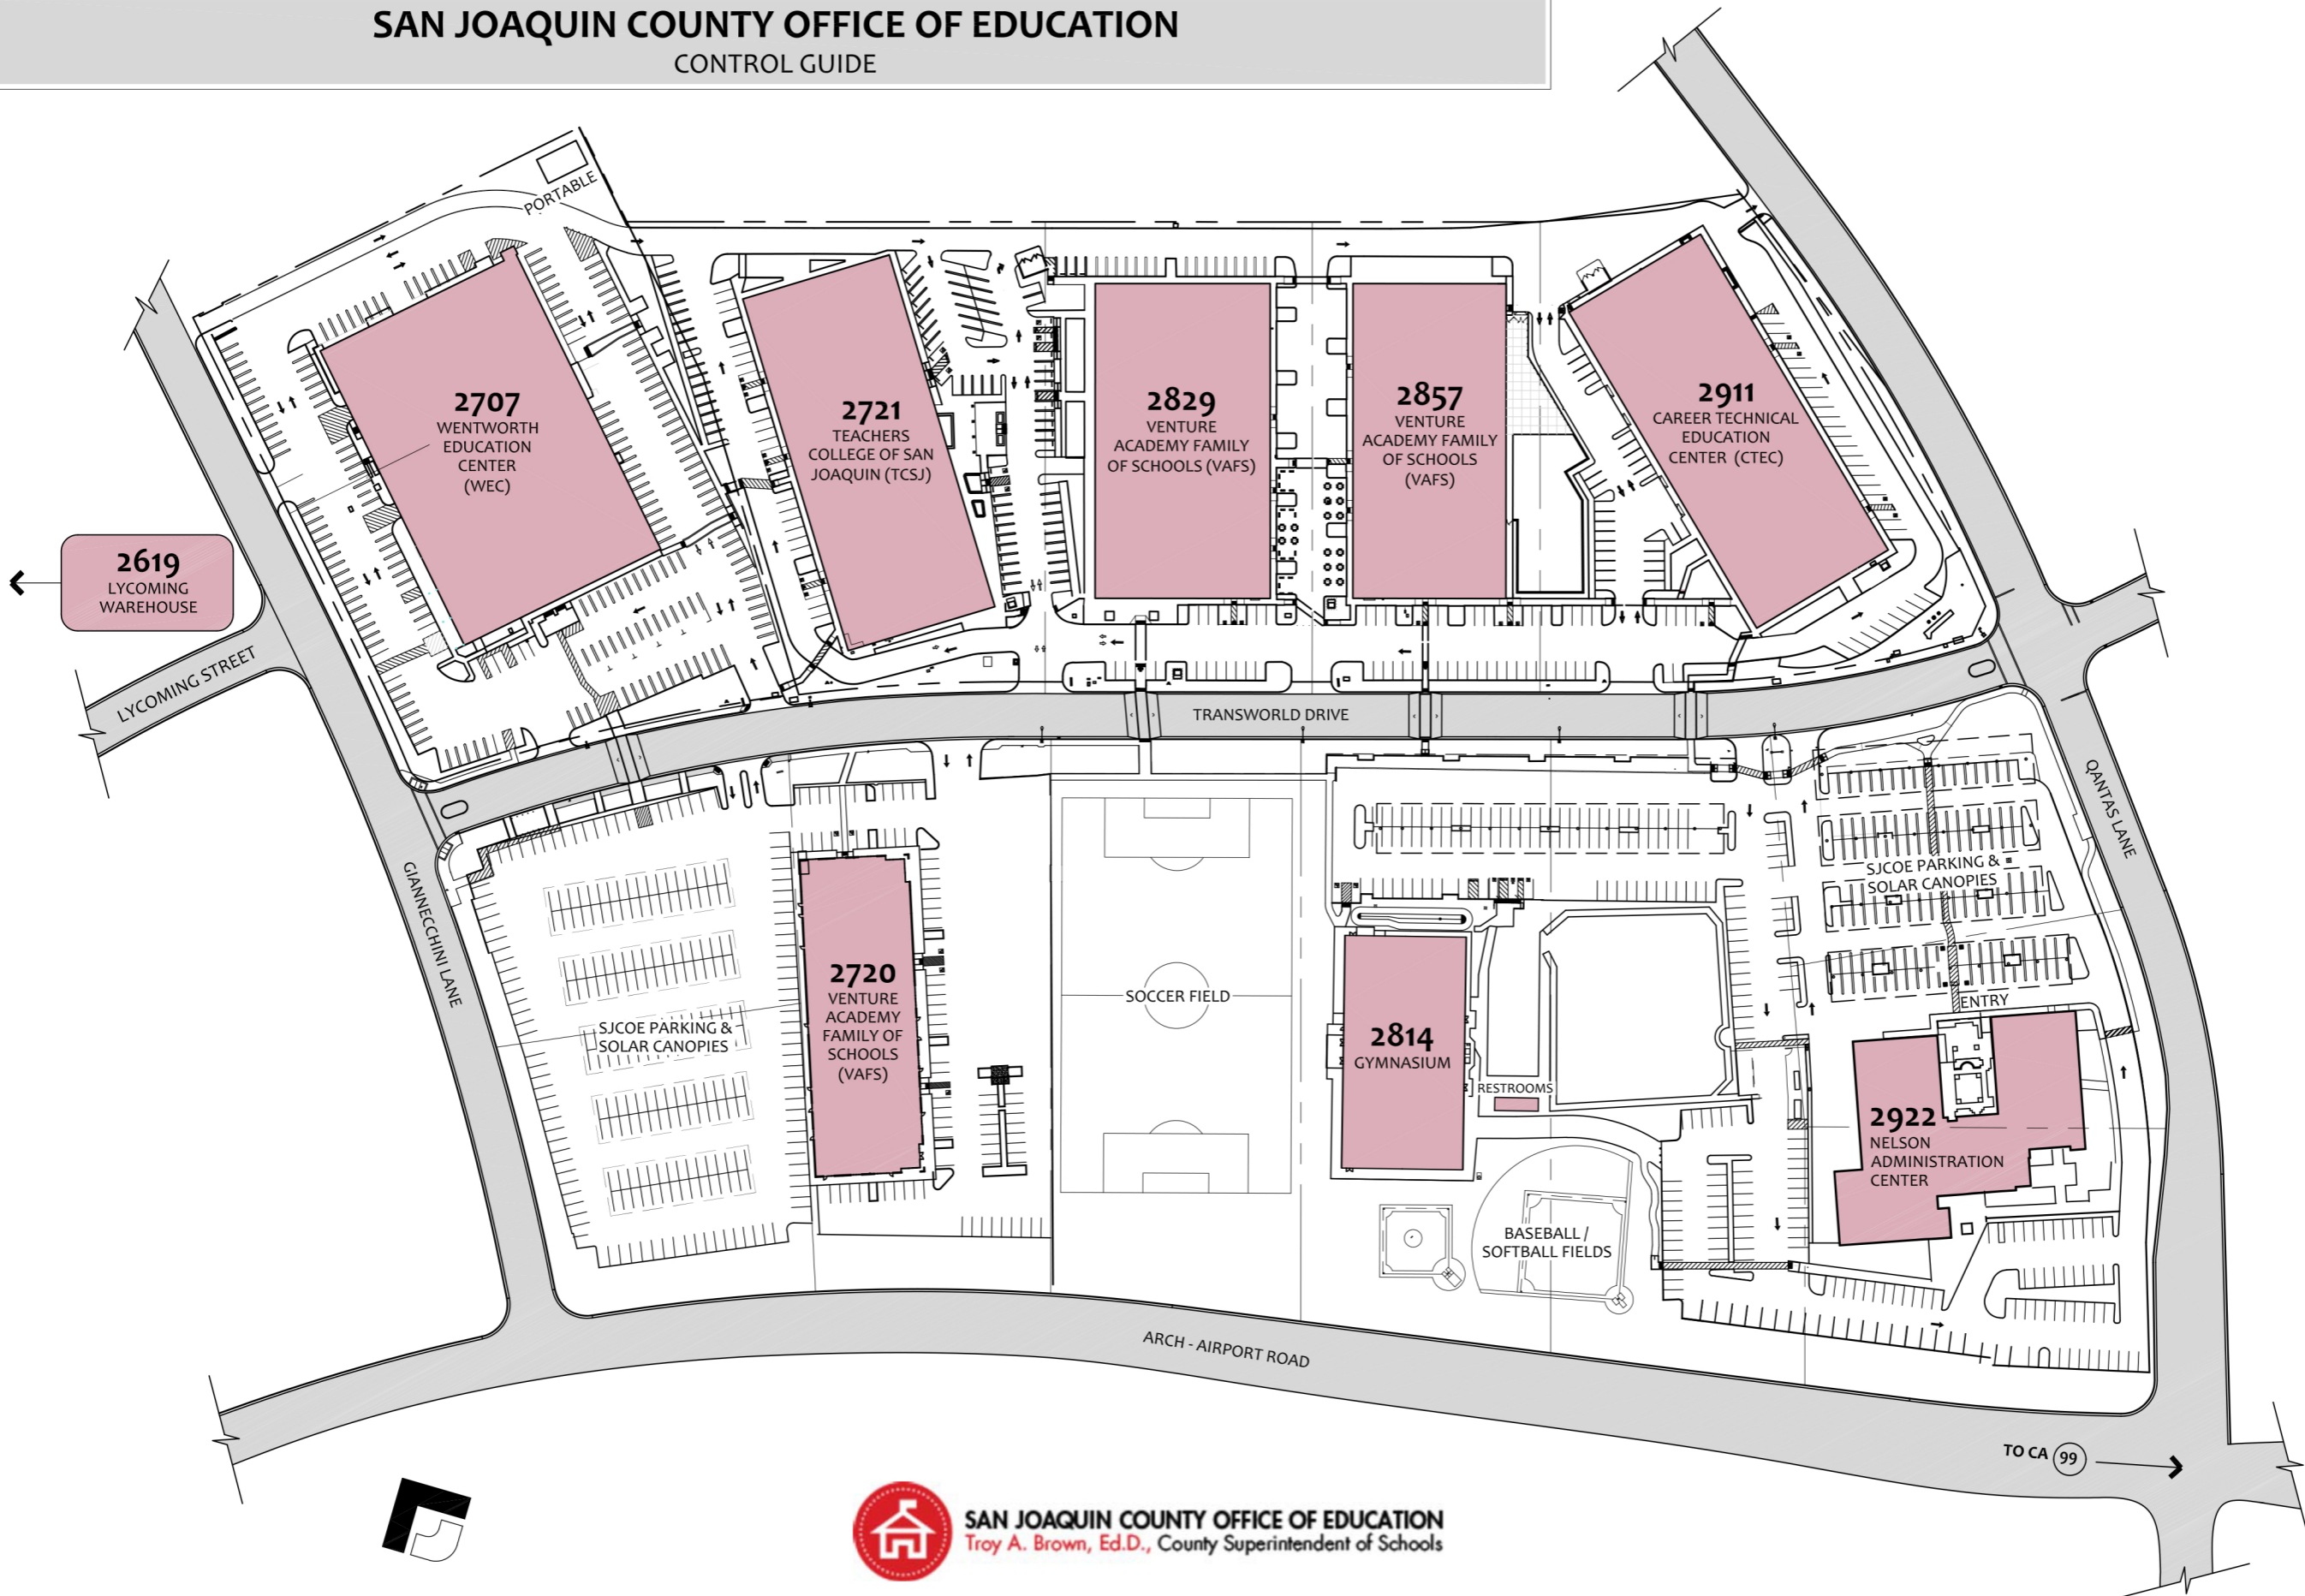 SAN JOAQUIN COUNTY OFFICE OF EDUCATION
CONTROL GUIDE
PORTABLE
2707
WENTWORTH
EDUCATION
CENTER
(WEC)
2721
TEACHERS
COLLEGE OF SAN
JOAQUIN (TCSJ)
2829
VENTURE
ACADEMY FAMILY
OF SCHOOLS (VAFS)
2857
VENTURE
ACADEMY FAMILY
OF SCHOOLS
(VAFS)
2911
CAREER TECHNICAL
EDUCATION
CENTER (CTEC)
2619
LYCOMING
WAREHOUSE
LYCOMING STREET
TRANSWORLD DRIVE
GIANNECCHINI LANE
QANTAS LANE
SJCOE PARKING &
SOLAR CANOPIES
2720
VENTURE
ACADEMY
FAMILY OF
SCHOOLS
(VAFS)
SOCCER FIELD
2814
GYMNASIUM
RESTROOMS
SJCOE PARKING &
SOLAR CANOPIES
ENTRY
2922
NELSON
ADMINISTRATION
CENTER
BASEBALL /
SOFTBALL FIELDS
ARCH - AIRPORT ROAD
TO CA 99
SAN JOAQUIN COUNTY OFFICE OF EDUCATION
Troy A. Brown, Ed.D., County Superintendent of Schools